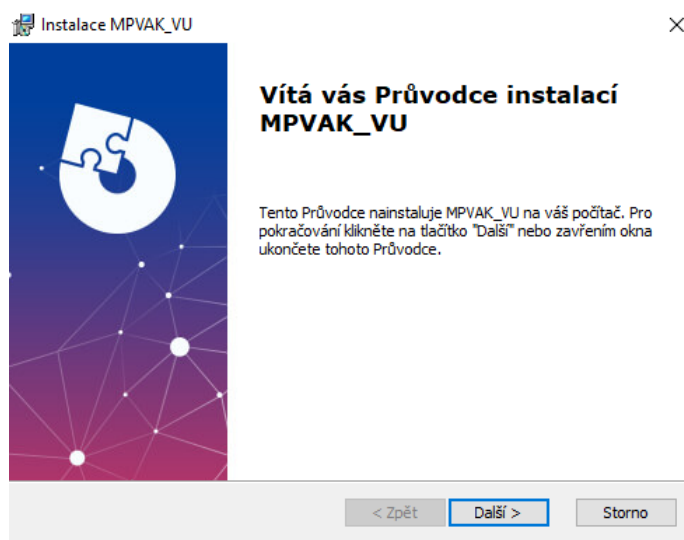 Instalace MPVAK_VU
Vítá vás Průvodce instalací
MPVAK_VU
Tento Průvodce nainstaluje MPVAK_VU na váš počítač. Pro
pokračování klikněte na tlačítko "Další" nebo zavřením okna
ukončete tohoto Průvodce.
< Zpět Další > Storno